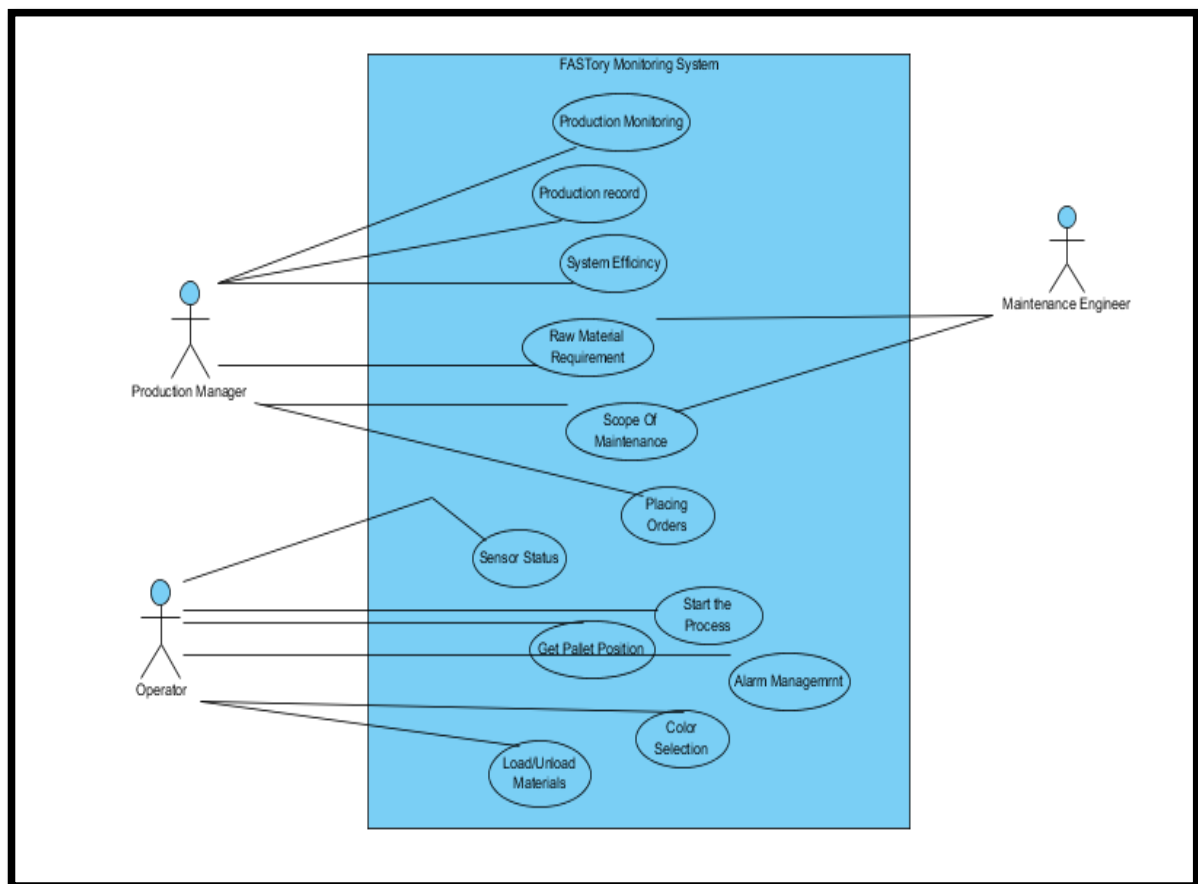 FASTory Monitoring System
Production Monitoring
Production record
System Efficincy
Maintenance Engineer
Raw Material
Requirement
Production Manager
Scope Of
Maintenance
Placing
Orders
Sensor Status
Start the
Process
Get Pallet Position
Alarm Managemrnt
Operator
Color
Selection
Load/Unload
Materials